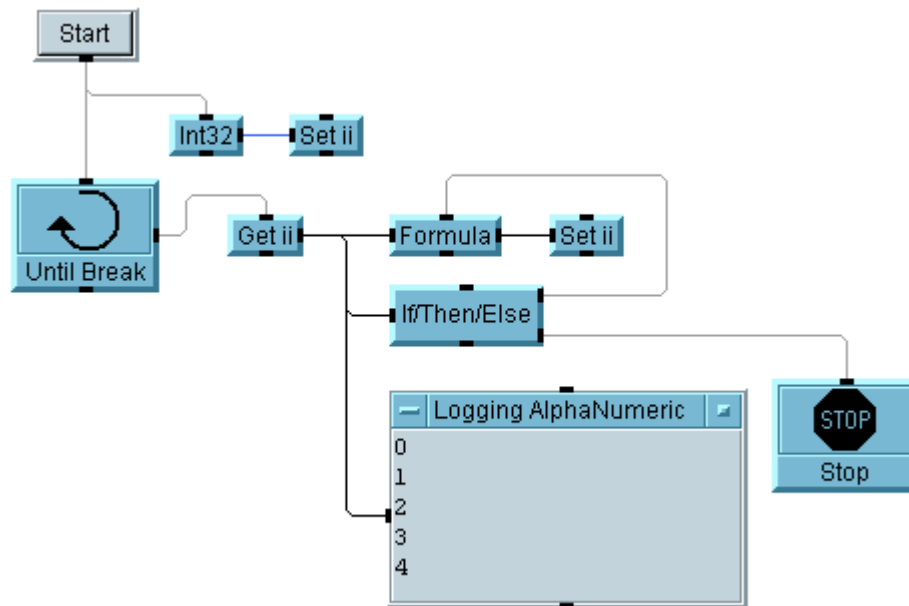 Start
Int32
Set ii
Until Break
Get ii
Formula
Set ii
If/Then/Else
Logging AlphaNumeric
0
1
2
3
4
STOP
Stop